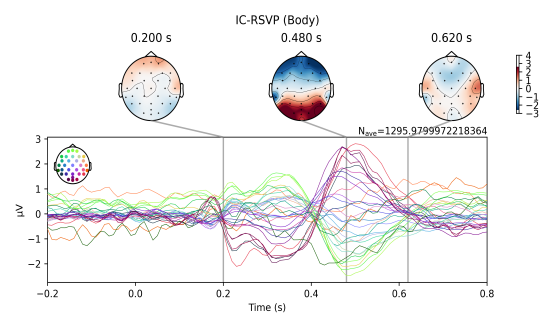 IC-RSVP (Body)
0.200 s 0.480 s 0.620 s
4
3
2
1
0
−1
−2
−3
Nave=1295.9799972218364
3
2
1
0
−1
−2
µV
−0.2 0.0 0.2 0.4 0.6 0.8
Time (s)